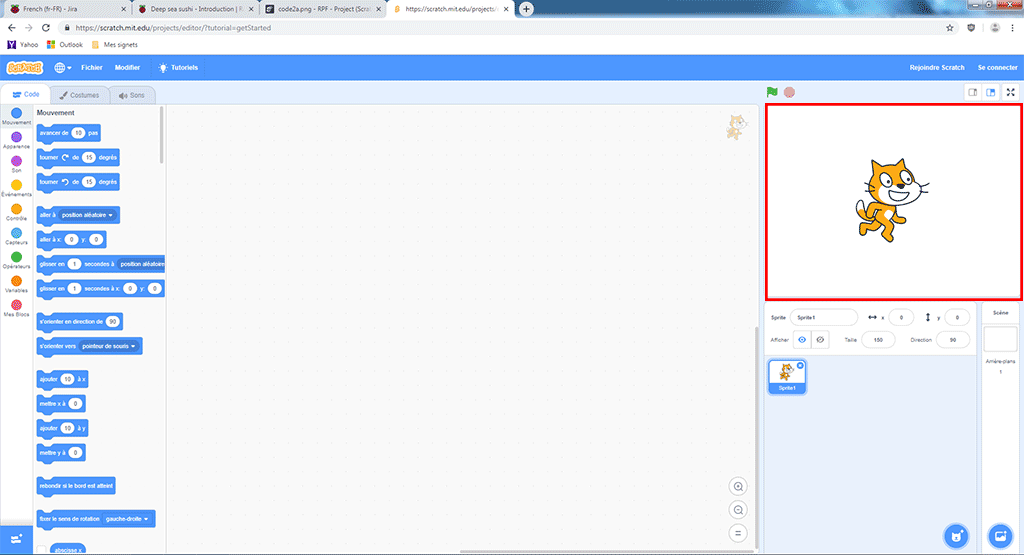 French (fr-FR) - Jira
Deep sea sushi - Introduction | R
code2a.png - RPF - Project (Scra
https://scratch.mit.edu/projects/
https://scratch.mit.edu/projects/editor/?tutorial=getStarted
Yahoo Outlook Mes signets
SCRATCH Fichier Modifier Tutoriels Rejoindre Scratch Se connecter
Code Costumes Sons
Mouvement
Apparence
Son
Événements
Contrôle
Capteurs
Opérateurs
Variables
Mes Blocs
Mouvement
avancer de 10 pas
tourner de 15 degrés
tourner de 15 degrés
aller à position aléatoire
aller à x: 0 y: 0
glisser en 1 secondes à position aléatoire
glisser en 1 secondes à x: 0 y: 0
s'orienter en direction de 90
s'orienter vers pointeur de souris
ajouter 10 à x
mettre x à 0
ajouter 10 à y
mettre y à 0
rebondir si le bord est atteint
fixer le sens de rotation gauche-droite
abscisse x
Sprite Sprite1 x 0 y 0
Afficher Taille 150 Direction 90
Sprite1
Scène
Arrière-plans
1